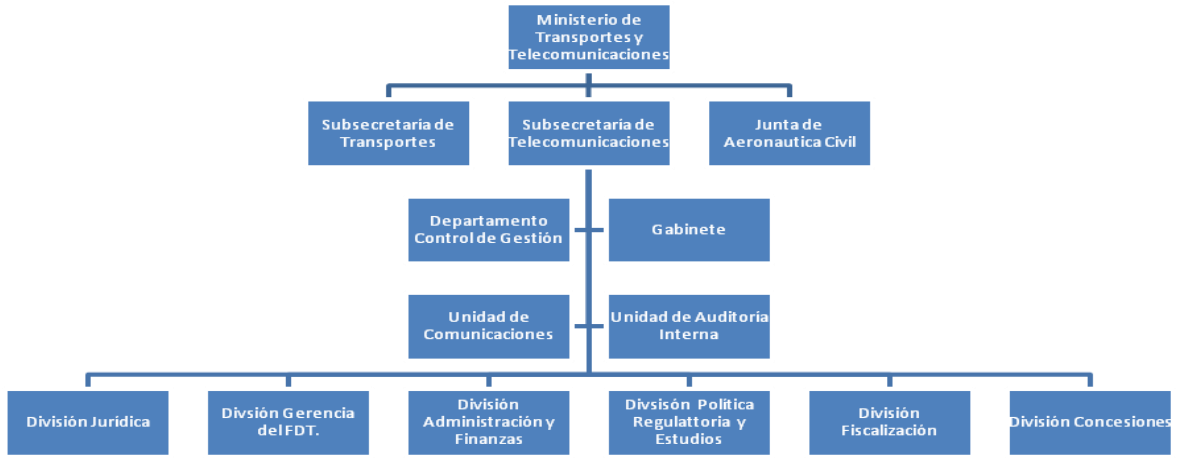 Ministerio de
Transportes y
Telecomunicaciones
Subsecretaría de
Transportes
Subsecretaría de
Telecomunicaciones
Junta de
Aeronautica Civil
Departamento
Control de Gestión
Gabinete
Unidad de
Comunicaciones
Unidad de Auditoria
Interna
División Jurídica
Divsión Gerencia
del FDT.
División
Administración y
Finanzas
Divsisón Politica
Regulattoria y
Estudios
División
Fiscalización
División Concesiones